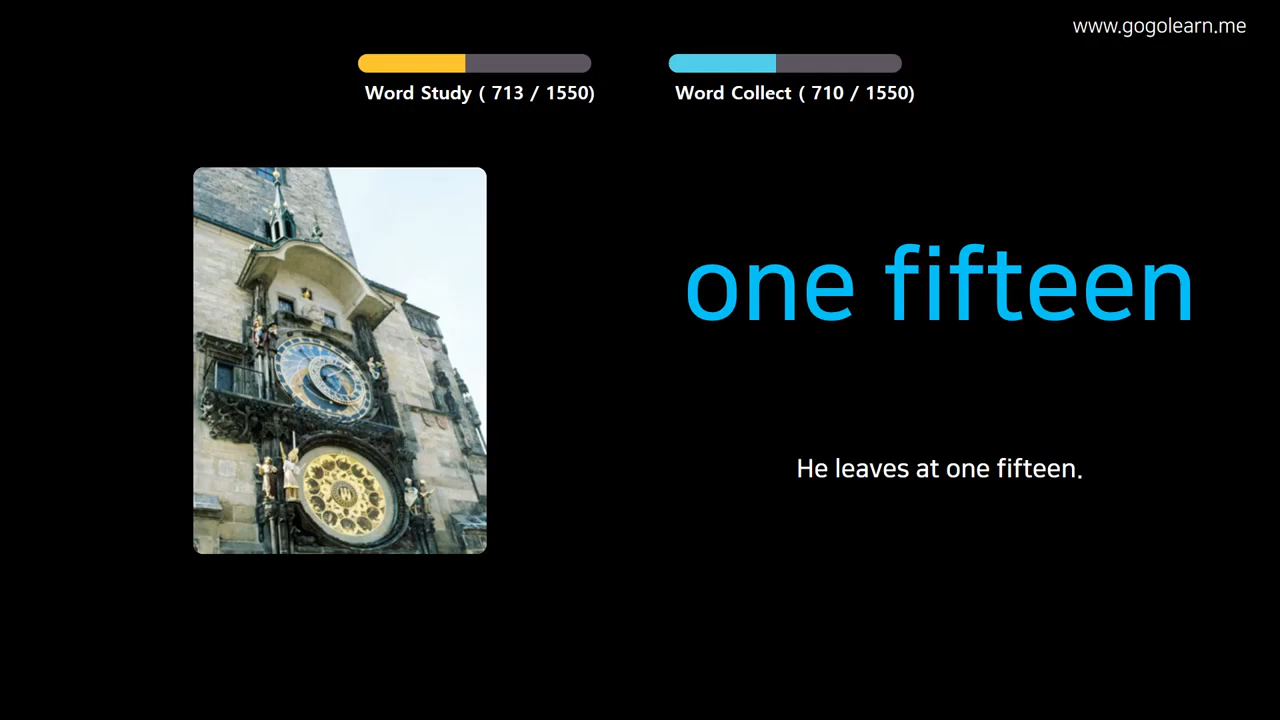 www.gogolearn.me
Word Study ( 713 / 1550)
Word Collect ( 710 / 1550)
one fifteen
He leaves at one fifteen.